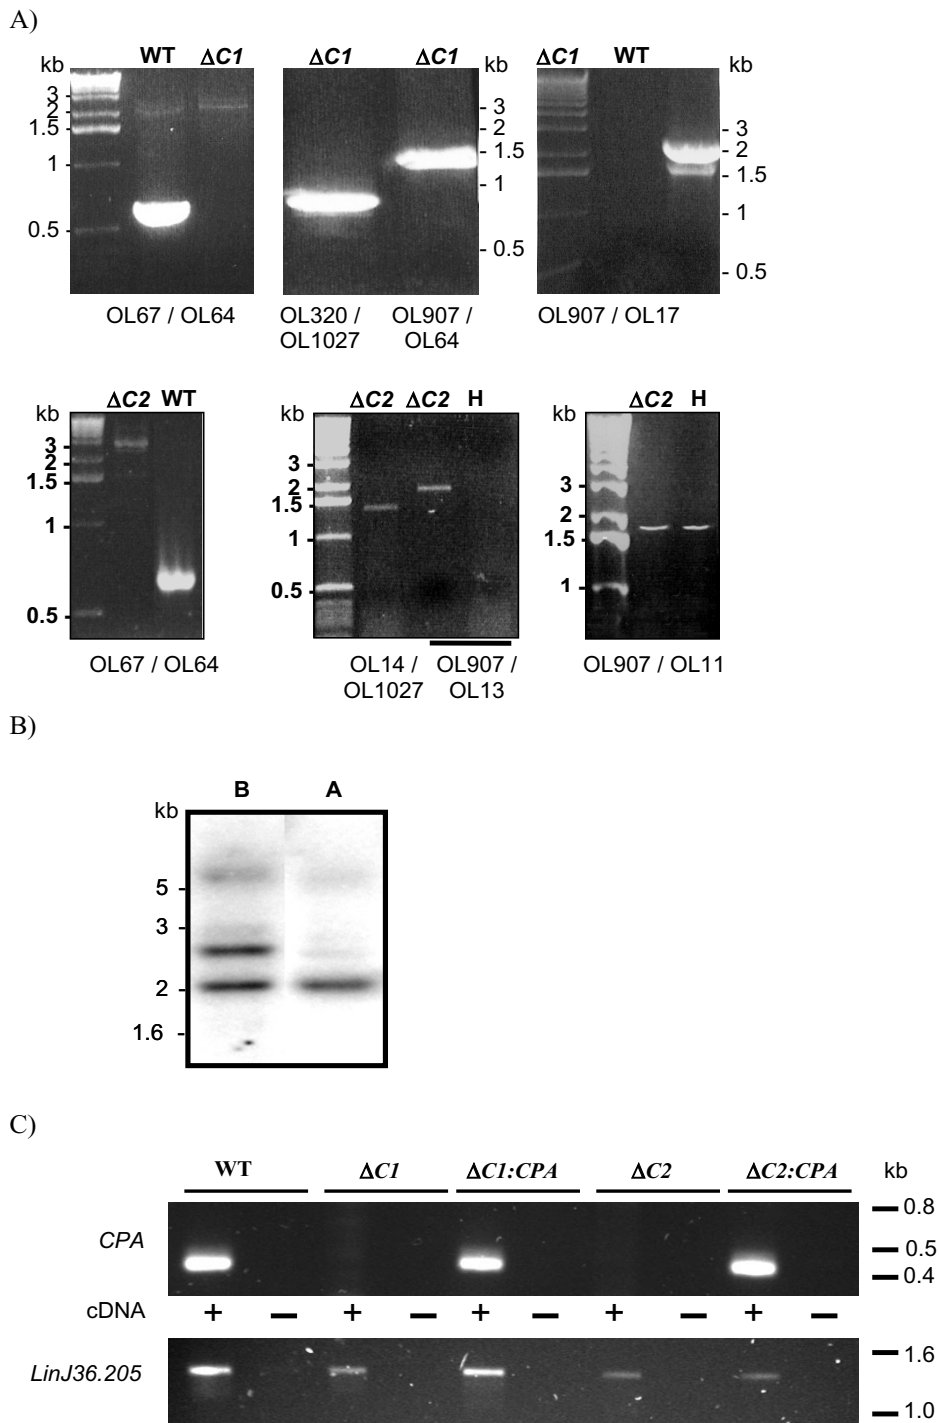 A)
WT ΔC1
kb
3 -
2 -
1.5 -
1 -
0.5 -
OL67 / OL64
ΔC1 ΔC1
kb
- 3
- 2
- 1.5
- 1
- 0.5
OL320 / OL907 /
OL1027 OL64
ΔC1 WT
kb
- 3
- 2
- 1.5
- 1
- 0.5
OL907 / OL17
ΔC2 WT
kb
3 -
2 -
1.5 -
1 -
0.5 -
OL67 / OL64
ΔC2 ΔC2 H
kb
3 -
2 -
1.5 -
1 -
0.5 -
OL14 / OL907 /
OL1027 OL13
ΔC2 H
kb
3 -
2 -
1.5 -
1 -
OL907 / OL11
B)
B A
kb
5 -
3 -
2 -
1.6 -
C)
WT ΔC1 ΔC1:CPA ΔC2 ΔC2:CPA kb
CPA
0.8
0.5
0.4
cDNA + – + – + – + – + –
LinJ36.205
1.6
1.0